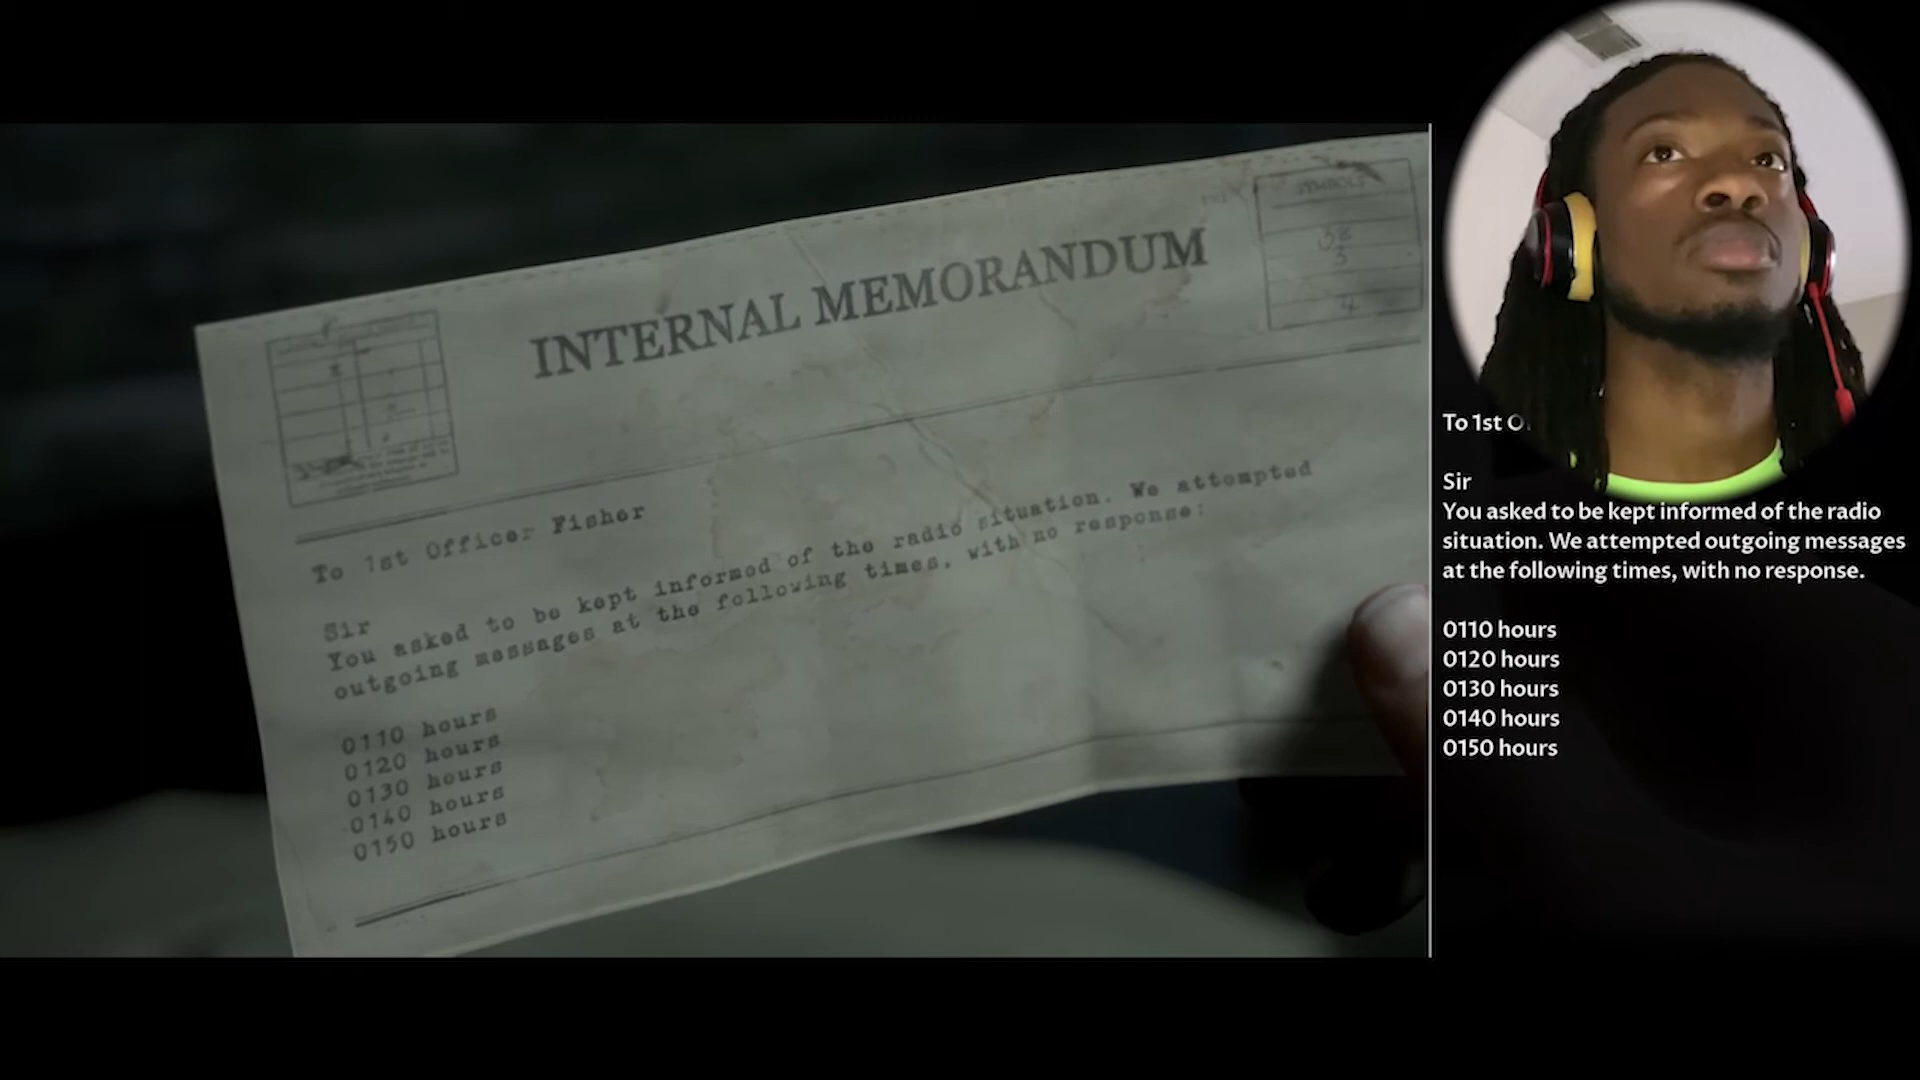 INTERNAL MEMORANDUM
SYMBOLS
To 1st Officer Fisher
Sir
You asked to be kept informed of the radio situation. We attempted
outgoing messages at the following times, with no response:
0110 hours
0120 hours
0130 hours
0140 hours
0150 hours
To 1st O
Sir
You asked to be kept informed of the radio
situation. We attempted outgoing messages
at the following times, with no response.
0110 hours
0120 hours
0130 hours
0140 hours
0150 hours